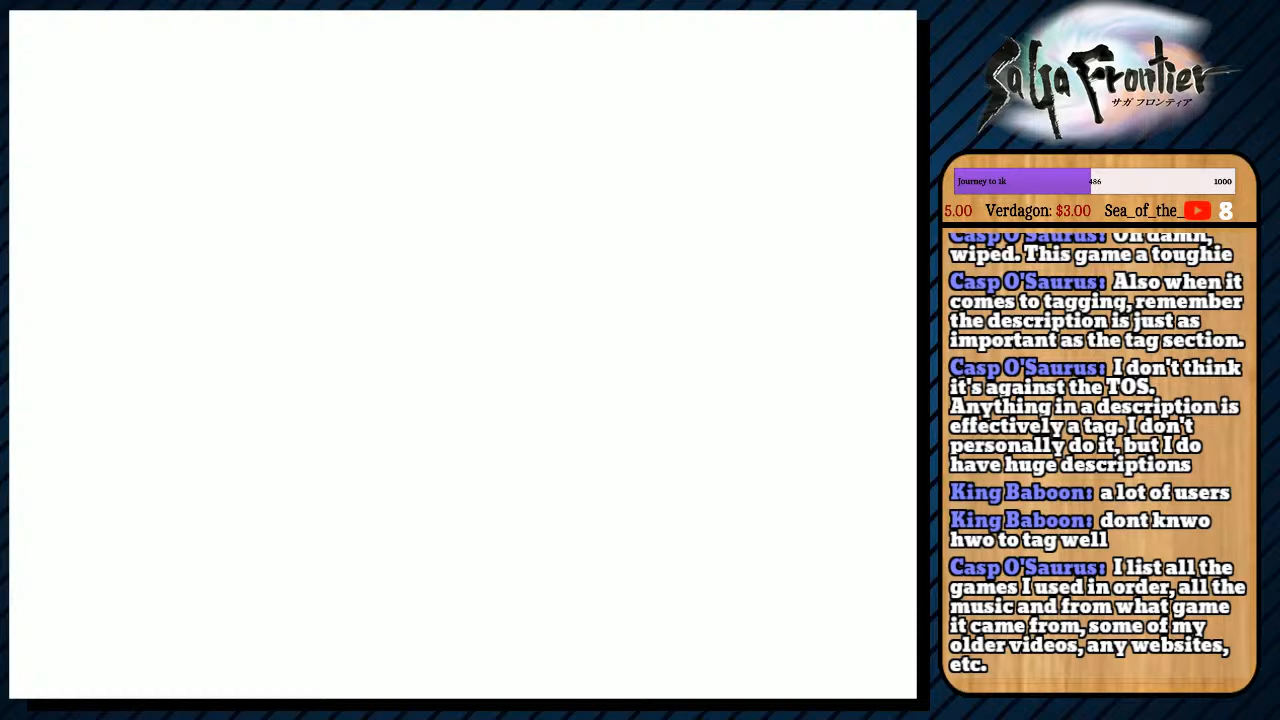 SaGa Frontier
サガ フロンティア
Journey to 1k 486 1000
5.00 Verdagon: $3.00 Sea_of_the_ 8
Casp O'Saurus: Oh damn,
wiped. This game a toughie
Casp O'Saurus: Also when it
comes to tagging, remember
the description is just as
important as the tag section.
Casp O'Saurus: I don't think
it's against the TOS.
Anything in a description is
effectively a tag. I don't
personally do it, but I do
have huge descriptions
King Baboon: a lot of users
King Baboon: dont knwo
hwo to tag well
Casp O'Saurus: I list all the
games I used in order, all the
music and from what game
it came from, some of my
older videos, any websites,
etc.